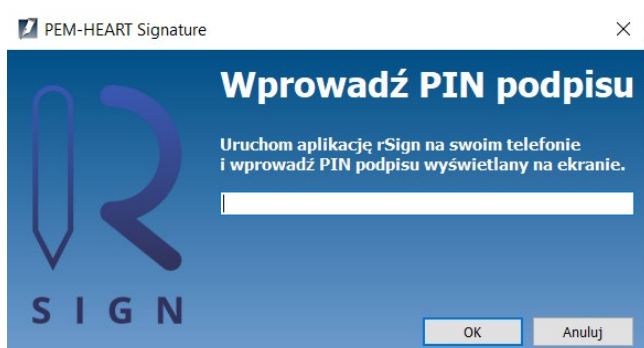 PEM-HEART Signature
Wprowadź PIN podpisu
Uruchom aplikację rSign na swoim telefonie
i wprowadź PIN podpisu wyświetlany na ekranie.
R
SIGN
OK
Anuluj